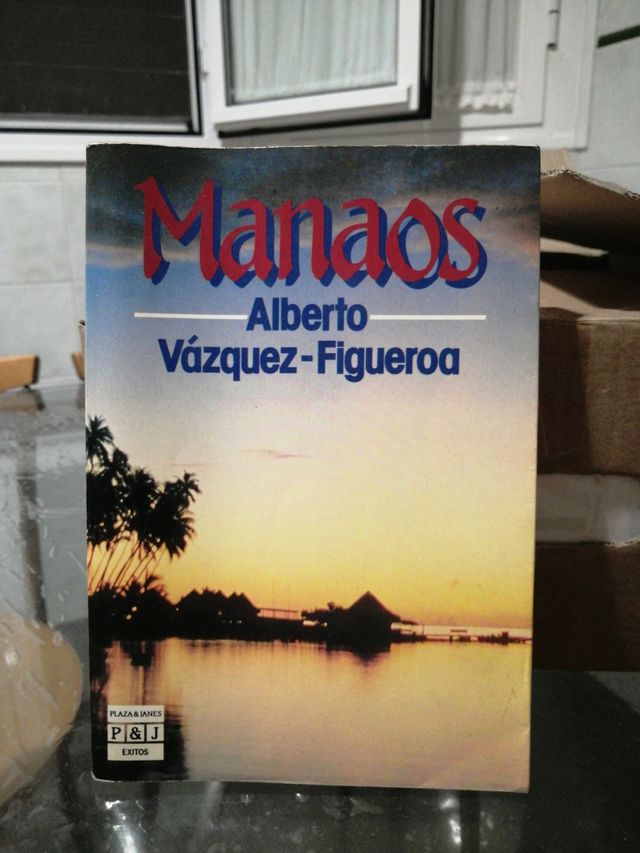 Manaos
Alberto
Vázquez-Figueroa
PLAZA & JANES
P & J
EXITOS